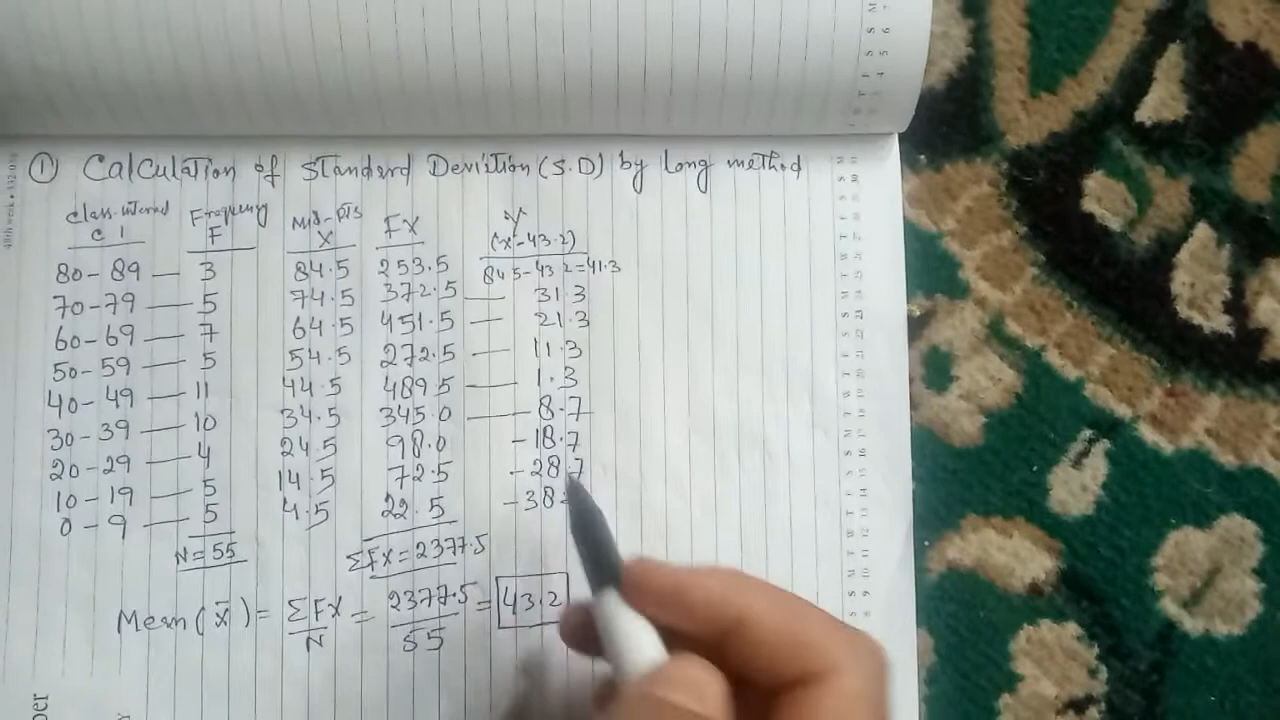 ① Calculation of Standard Deviation (S.D) by Long method
Class-interval Frequency Mid-pts
C I F X FX x
(x - 43.2)
80 - 89 — 3 84.5 253.5 84.5 - 43.2 = 41.3
70 - 79 — 5 74.5 372.5 — 31.3
60 - 69 — 7 64.5 451.5 — 21.3
50 - 59 — 5 54.5 272.5 — 11.3
40 - 49 — 11 44.5 489.5 — 1.3
30 - 39 — 10 34.5 345.0 — 8.7
20 - 29 — 4 24.5 98.0 - 18.7
10 - 19 — 5 14.5 72.5 - 28.7
0 - 9 — 5 4.5 22.5 - 38
N = 55 ΣFX = 2377.5
Mean (x̄) = ΣFX/N = 2377.5/55 = 43.2